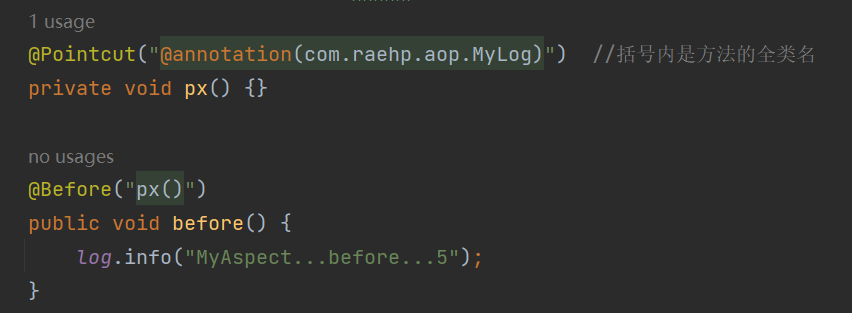 1 usage
@Pointcut("@annotation(com.raehp.aop.MyLog)")  //括号内是方法的全类名
private void px() {}
no usages
@Before("px()")
public void before() {
    log.info("MyAspect...before...5");
}